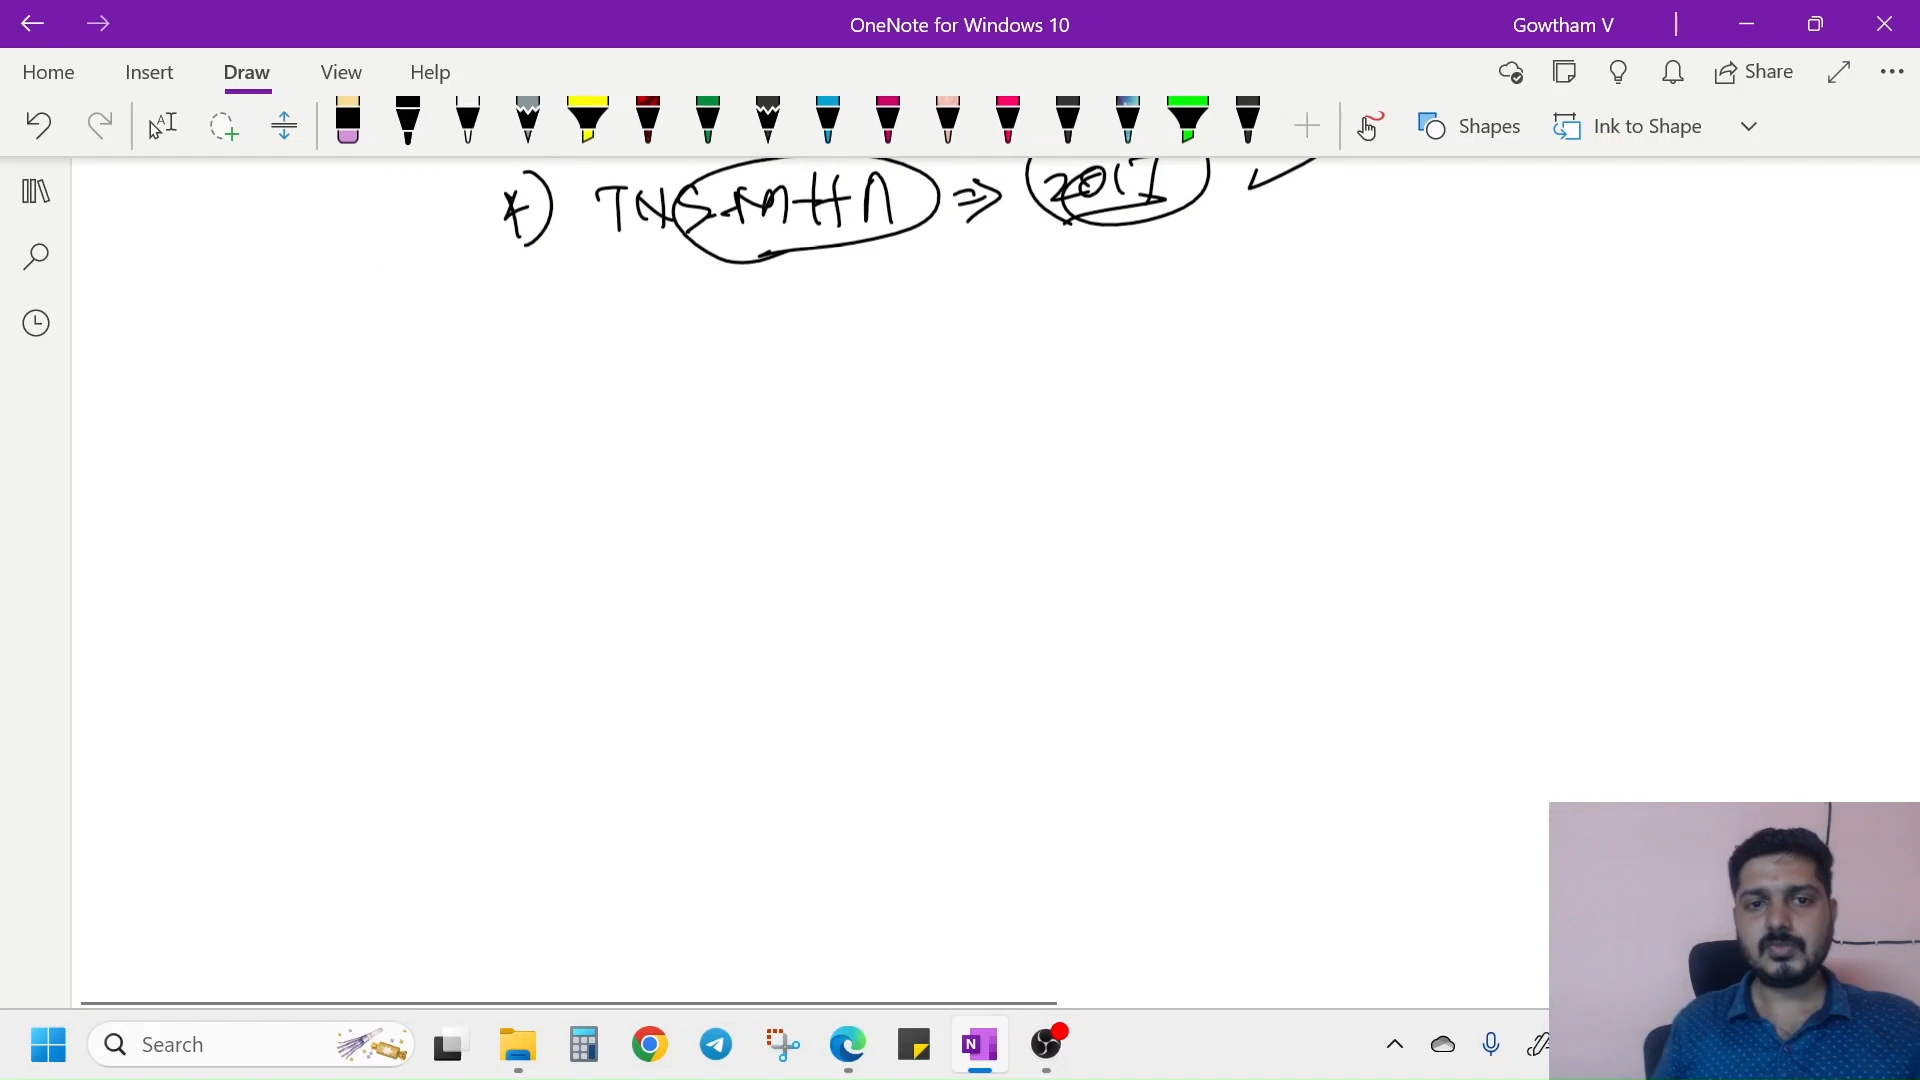 OneNote for Windows 10
Gowtham V
Home Insert Draw View Help
Share
Shapes
Ink to Shape
*) TNSMHA ⇒ 2017 ✓
Search